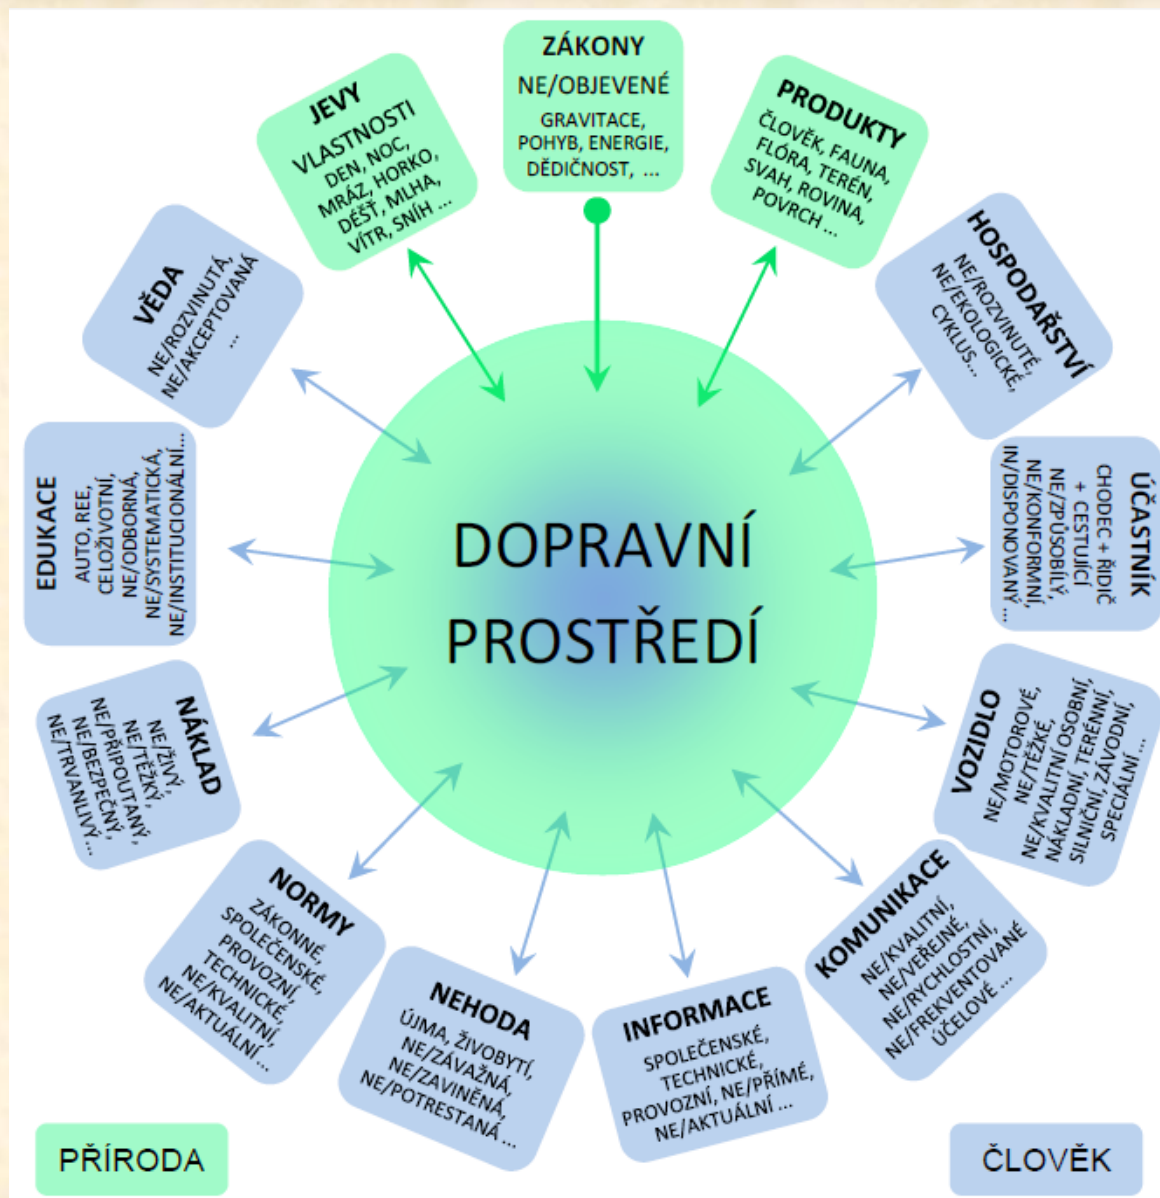 ZÁKONY
NE/OBJEVENÉ
GRAVITACE,
POHYB, ENERGIE,
DĚDIČNOST, ...
PRODUKTY
ČLOVĚK, FAUNA,
FLÓRA, TERÉN,
SVAH, ROVINA,
POVRCH ...
HOSPODAŘSTVÍ
NE/ROZVINUTÉ,
NE/EKOLOGICKÉ,
CYKLUS...
ÚČASTNÍK
CHODEC + ŘIDIČ
+ CESTUJÍCÍ
NE/ZPŮSOBILÝ,
NE/KONFORMNÍ,
IN/DISPONOVANÝ ...
VOZIDLO
NE/MOTOROVÉ,
NE/TĚŽKÉ,
NE/KVALITNÍ OSOBNÍ,
NÁKLADNÍ, TERÉNNÍ,
SILNIČNÍ, ZÁVODNÍ,
SPECIÁLNÍ ...
KOMUNIKACE
NE/KVALITNÍ,
NE/VEŘEJNÉ,
NE/RYCHLOSTNÍ,
NE/FREKVENTOVANÉ
ÚČELOVÉ ...
INFORMACE
SPOLEČENSKÉ,
TECHNICKÉ,
PROVOZNÍ, NE/PŘÍMÉ,
NE/AKTUÁLNÍ ...
NEHODA
ÚJMA, ŽIVOBYTÍ,
NE/ZÁVAŽNÁ,
NE/ZAVINĚNÁ,
NE/POTRESTANÁ ...
NORMY
ZÁKONNÉ,
SPOLEČENSKÉ,
PROVOZNÍ,
TECHNICKÉ,
NE/KVALITNÍ,
NE/AKTUÁLNÍ ...
NÁKLAD
NE/ŽIVÝ,
NE/TĚŽKÝ,
NE/PŘIPOUTANÝ,
NE/BEZPEČNÝ,
NE/TRVANLIVÝ...
EDUKACE
AUTO, REE,
CELOŽIVOTNÍ,
NE/ODBORNÁ,
NE/SYSTEMATICKÁ,
NE/INSTITUCIONÁLNÍ...
VĚDA
NE/ROZVINUTÁ,
NE/AKCEPTOVANÁ
...
JEVY
VLASTNOSTI
DEN, NOC,
MRÁZ, HORKO,
DÉŠŤ, MLHA,
VÍTR, SNÍH ...
DOPRAVNÍ
PROSTŘEDÍ
PŘÍRODA
ČLOVĚK